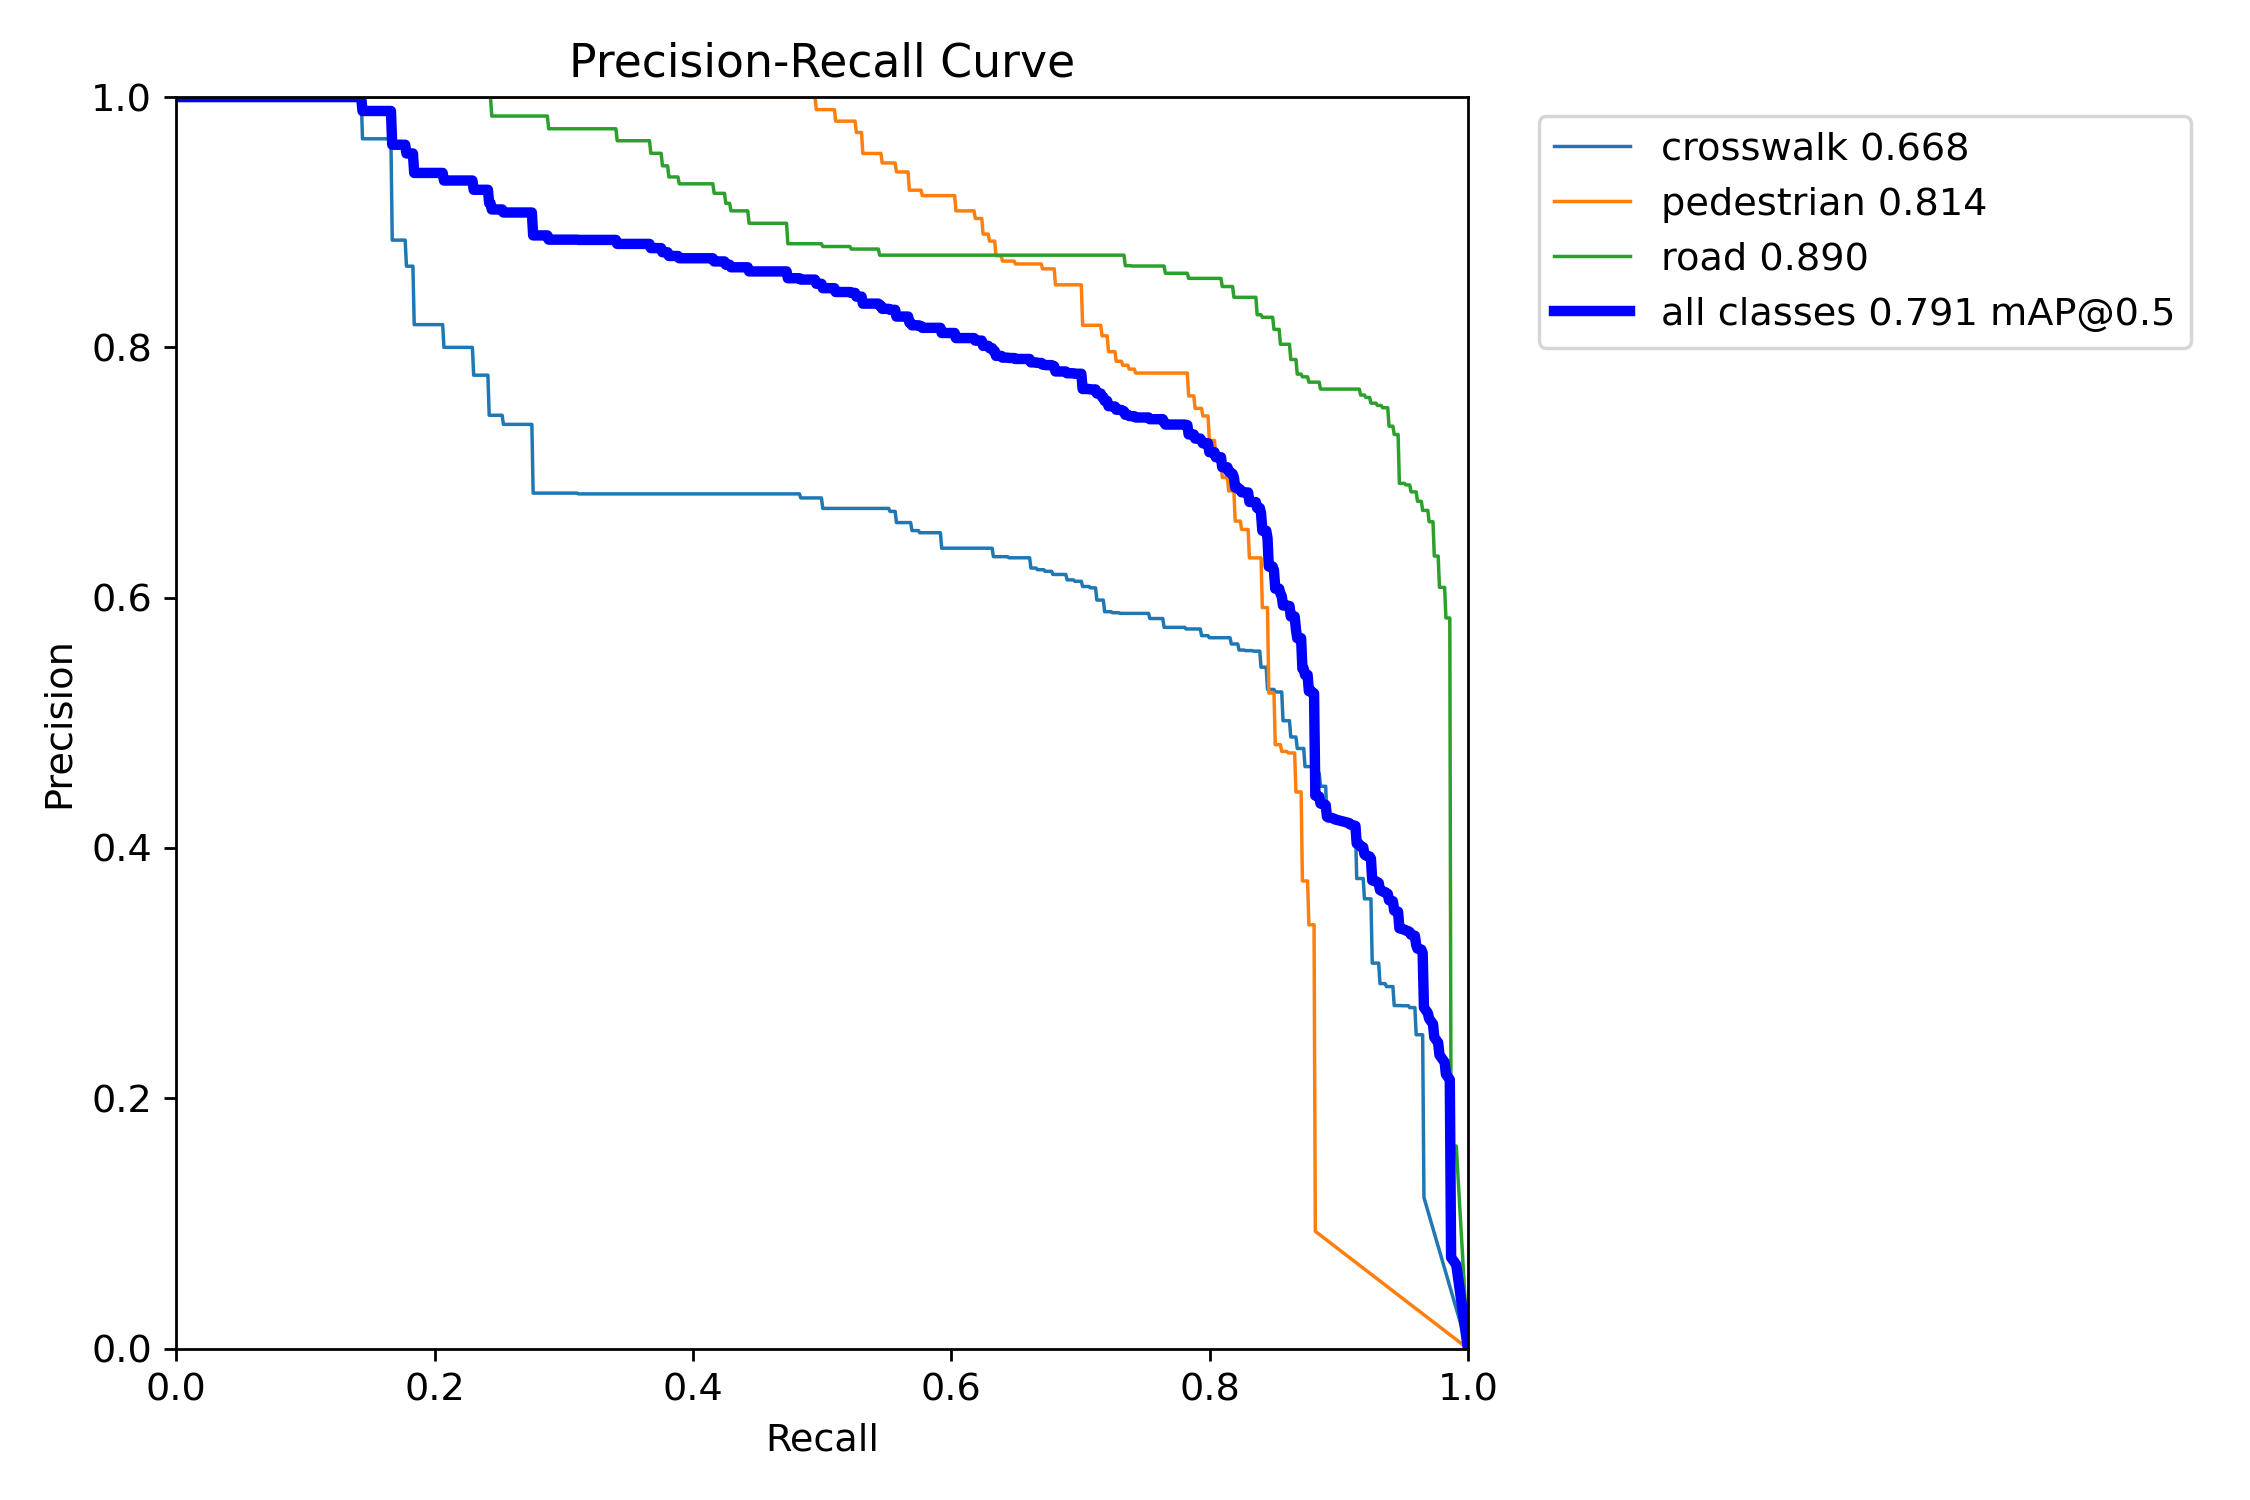 Precision-Recall Curve
1.0
0.8
0.6
0.4
0.2
0.0
Precision
0.0 0.2 0.4 0.6 0.8 1.0
Recall
crosswalk 0.668
pedestrian 0.814
road 0.890
all classes 0.791 mAP@0.5